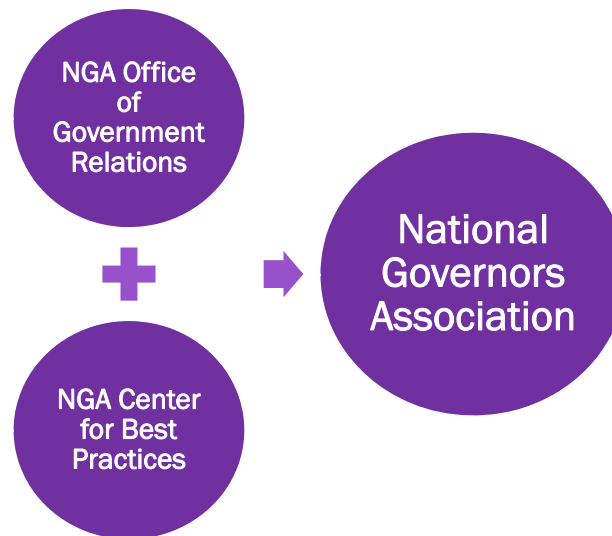 NGA Office
of
Government
Relations
NGA Center
for Best
Practices
National
Governors
Association